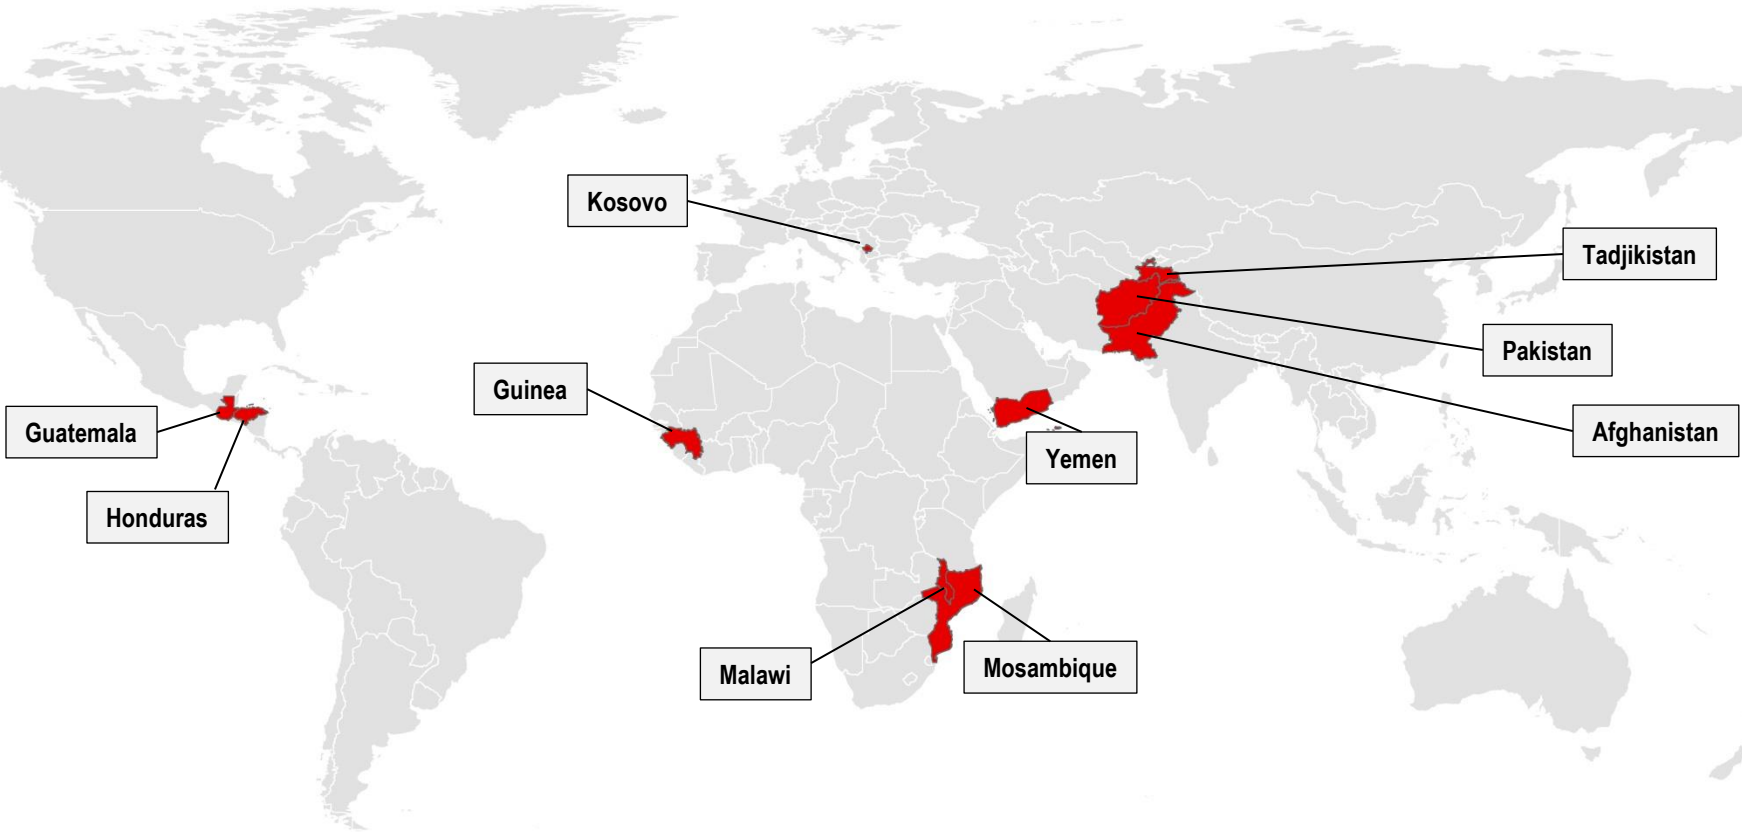 Kosovo
Tadjikistan
Pakistan
Guinea
Guatemala
Afghanistan
Yemen
Honduras
Malawi
Mosambique